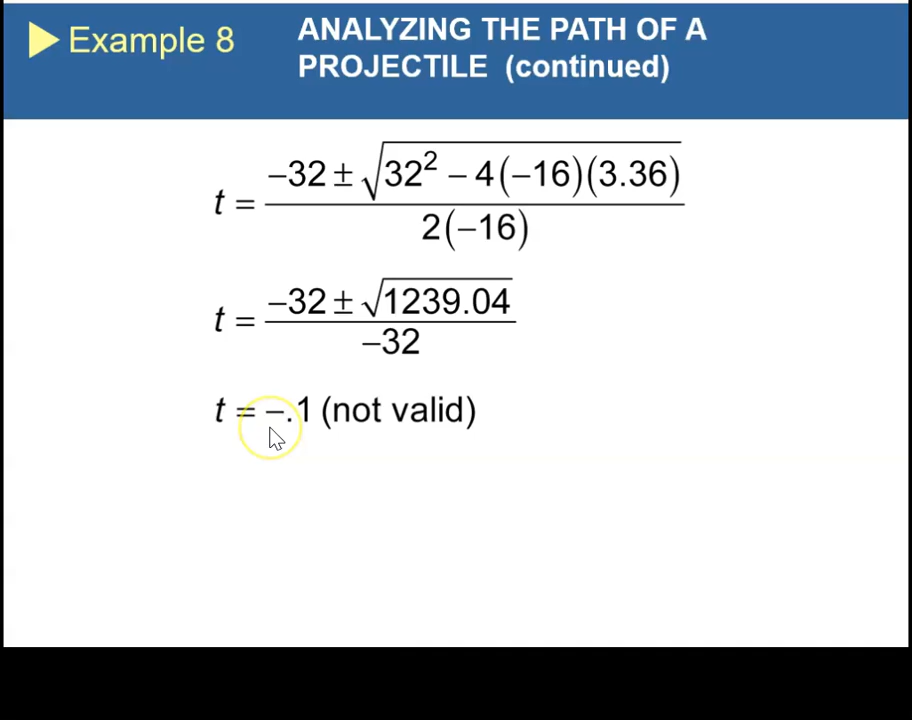 Example 8
ANALYZING THE PATH OF A
PROJECTILE (continued)
t = (−32 ± √(32² − 4(−16)(3.36))) / (2(−16))
t = (−32 ± √1239.04) / −32
t = −.1 (not valid)